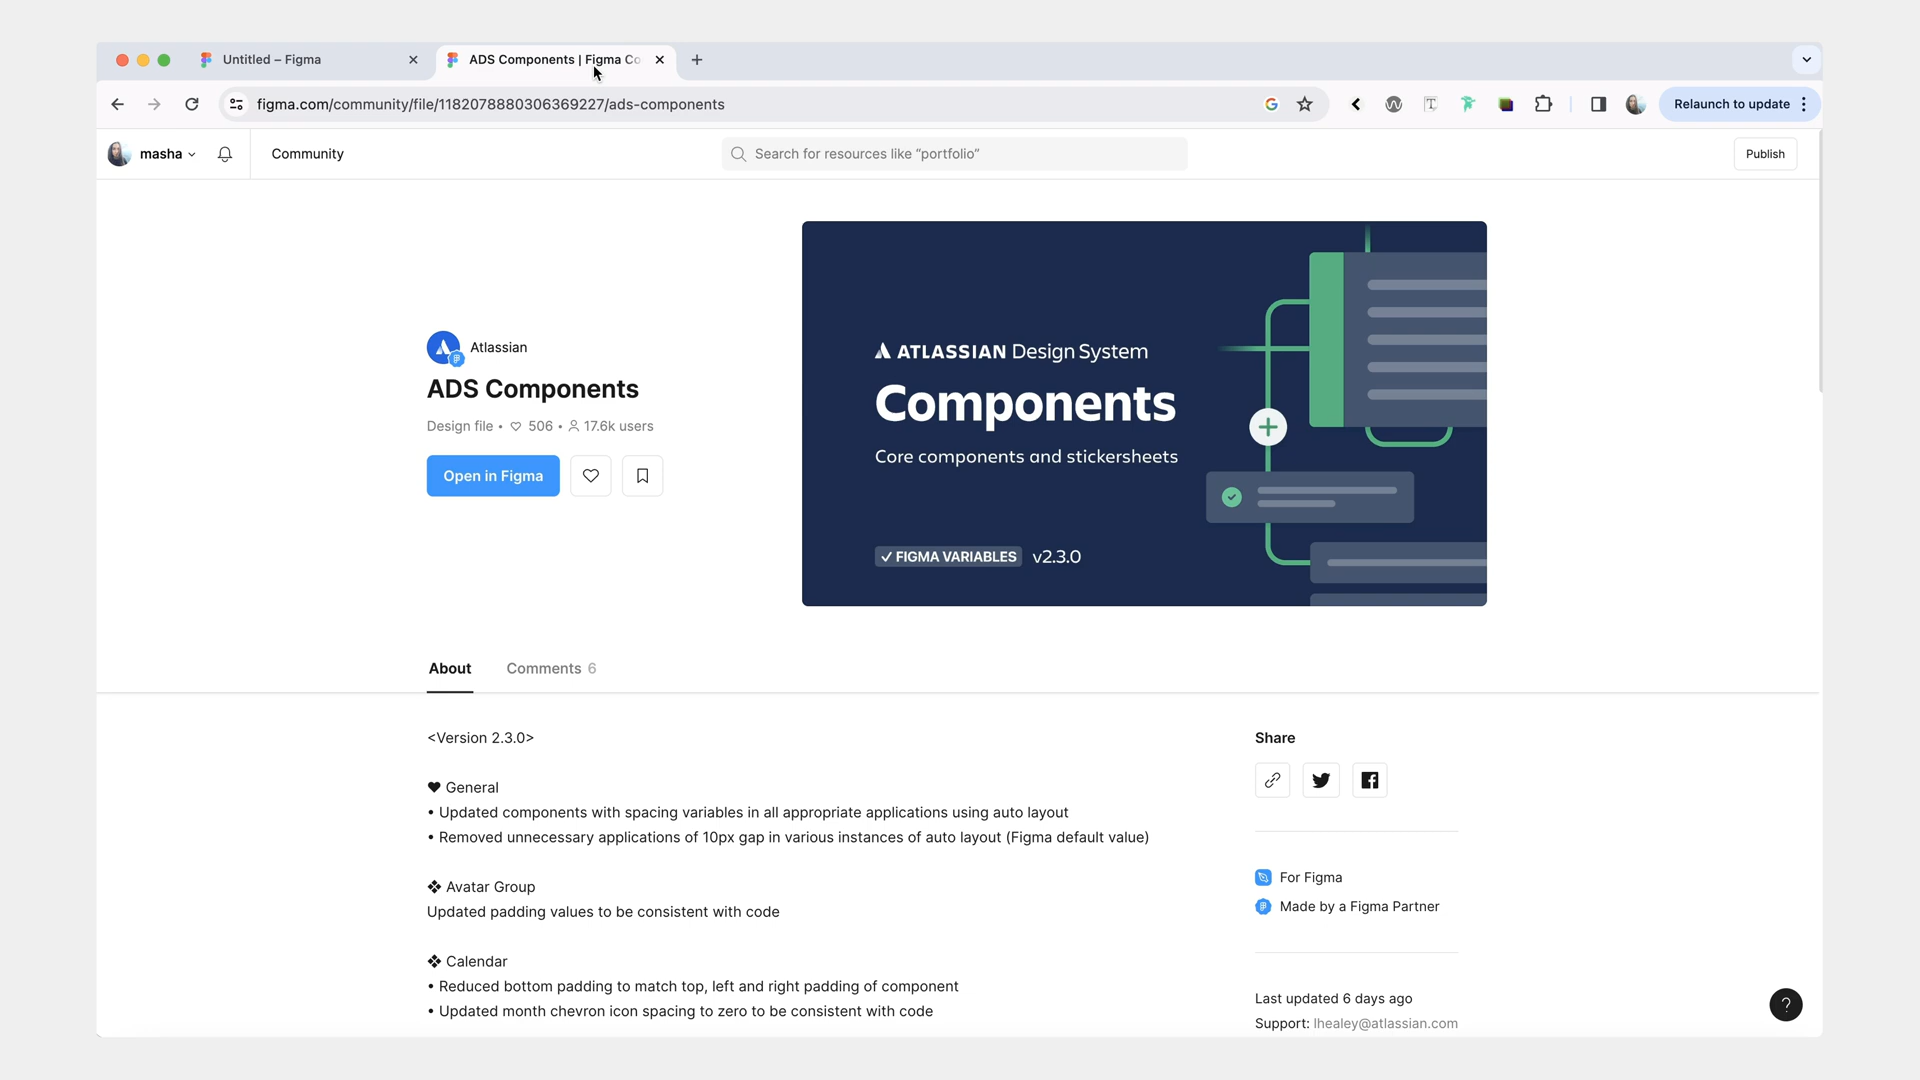 Untitled – Figma
ADS Components | Figma Co
figma.com/community/file/1182078880306369227/ads-components
Relaunch to update
masha
Community
Search for resources like “portfolio”
Publish
Atlassian
ADS Components
Design file • 506 • 17.6k users
Open in Figma
ATLASSIAN Design System
Components
Core components and stickersheets
✓ FIGMA VARIABLES v2.3.0
About
Comments 6
<Version 2.3.0>
♥ General
• Updated components with spacing variables in all appropriate applications using auto layout
• Removed unnecessary applications of 10px gap in various instances of auto layout (Figma default value)
❖ Avatar Group
Updated padding values to be consistent with code
❖ Calendar
• Reduced bottom padding to match top, left and right padding of component
• Updated month chevron icon spacing to zero to be consistent with code
Share
For Figma
Made by a Figma Partner
Last updated 6 days ago
Support: lhealey@atlassian.com
?